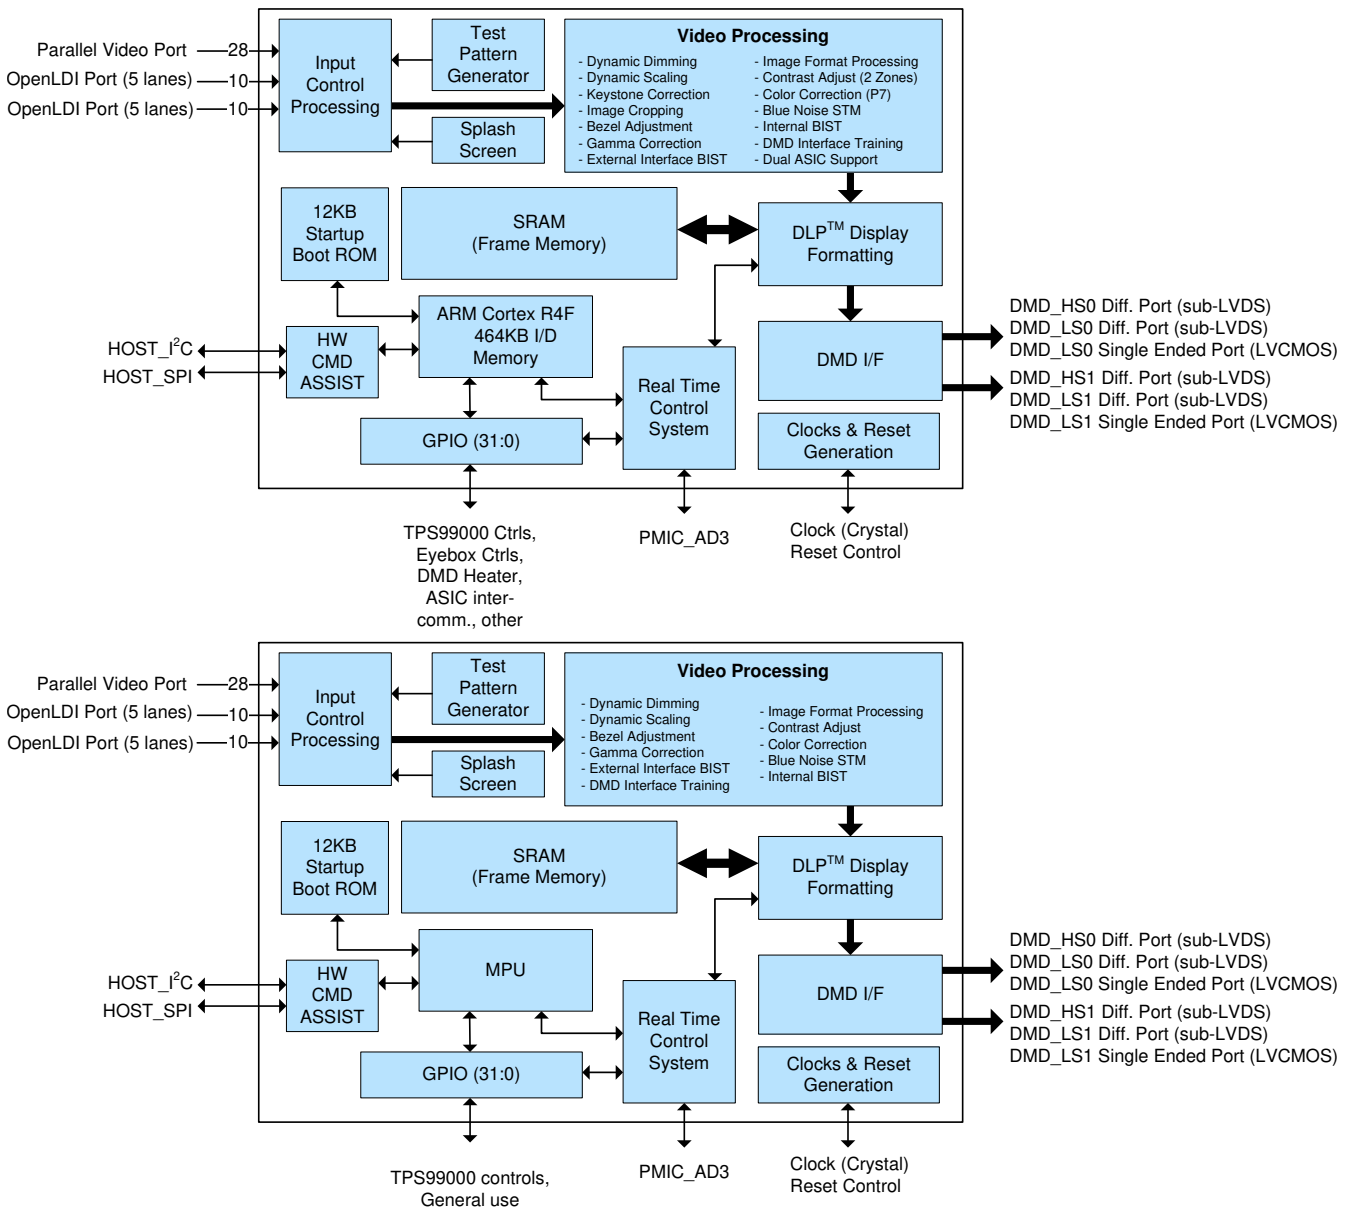 Parallel Video Port
28
OpenLDI Port (5 lanes)
10
OpenLDI Port (5 lanes)
10
Input
Control
Processing
Test
Pattern
Generator
Splash
Screen
Video Processing
- Dynamic Dimming
- Dynamic Scaling
- Keystone Correction
- Image Cropping
- Bezel Adjustment
- Gamma Correction
- External Interface BIST
- Image Format Processing
- Contrast Adjust (2 Zones)
- Color Correction (P7)
- Blue Noise STM
- Internal BIST
- DMD Interface Training
- Dual ASIC Support
12KB
Startup
Boot ROM
SRAM
(Frame Memory)
DLP™ Display
Formatting
HOST_I²C
HOST_SPI
HW
CMD
ASSIST
ARM Cortex R4F
464KB I/D
Memory
Real Time
Control
System
DMD I/F
DMD_HS0 Diff. Port (sub-LVDS)
DMD_LS0 Diff. Port (sub-LVDS)
DMD_LS0 Single Ended Port (LVCMOS)
DMD_HS1 Diff. Port (sub-LVDS)
DMD_LS1 Diff. Port (sub-LVDS)
DMD_LS1 Single Ended Port (LVCMOS)
GPIO (31:0)
Clocks & Reset
Generation
TPS99000 Ctrls,
Eyebox Ctrls,
DMD Heater,
ASIC inter-
comm., other
PMIC_AD3
Clock (Crystal)
Reset Control
Parallel Video Port
28
OpenLDI Port (5 lanes)
10
OpenLDI Port (5 lanes)
10
Input
Control
Processing
Test
Pattern
Generator
Splash
Screen
Video Processing
- Dynamic Dimming
- Dynamic Scaling
- Bezel Adjustment
- Gamma Correction
- External Interface BIST
- DMD Interface Training
- Image Format Processing
- Contrast Adjust
- Color Correction
- Blue Noise STM
- Internal BIST
12KB
Startup
Boot ROM
SRAM
(Frame Memory)
DLP™ Display
Formatting
HOST_I²C
HOST_SPI
HW
CMD
ASSIST
MPU
Real Time
Control
System
DMD I/F
DMD_HS0 Diff. Port (sub-LVDS)
DMD_LS0 Diff. Port (sub-LVDS)
DMD_LS0 Single Ended Port (LVCMOS)
DMD_HS1 Diff. Port (sub-LVDS)
DMD_LS1 Diff. Port (sub-LVDS)
DMD_LS1 Single Ended Port (LVCMOS)
GPIO (31:0)
Clocks & Reset
Generation
TPS99000 controls,
General use
PMIC_AD3
Clock (Crystal)
Reset Control